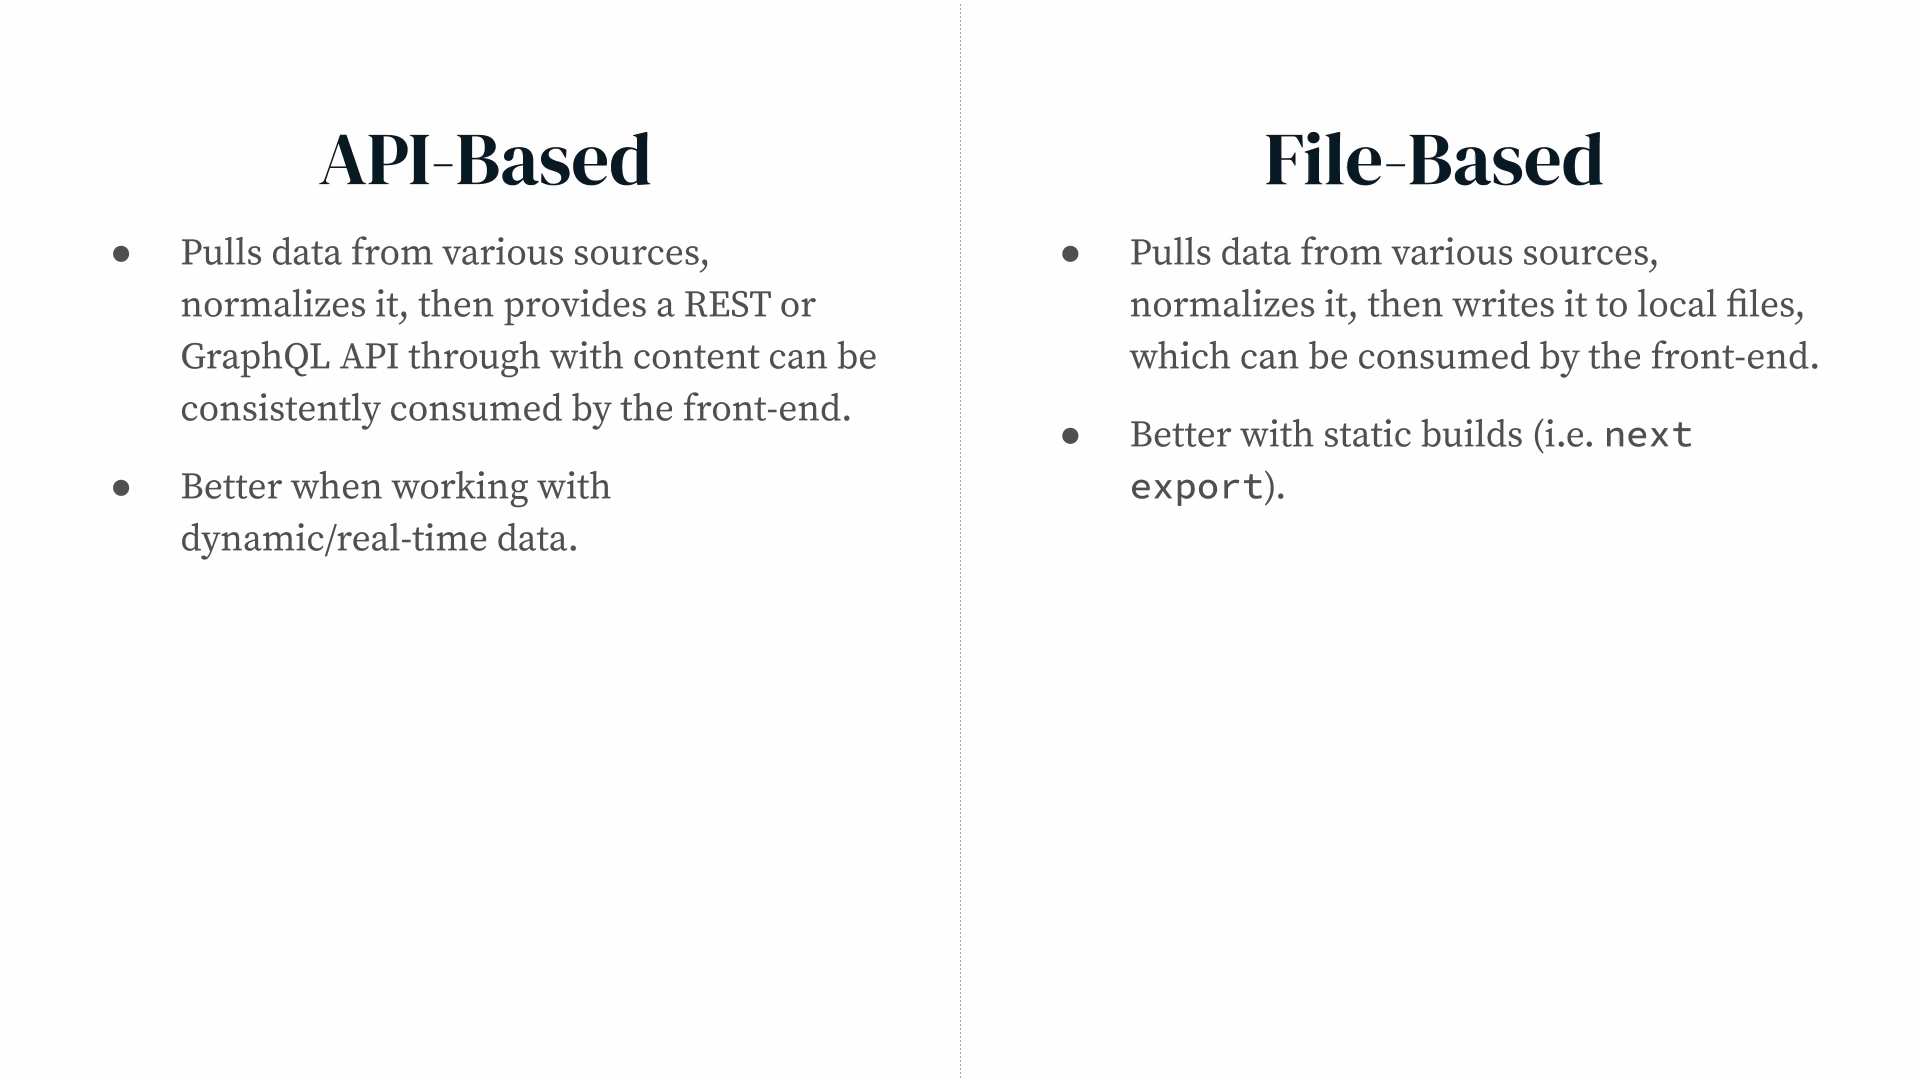 API-Based
● Pulls data from various sources,
normalizes it, then provides a REST or
GraphQL API through with content can be
consistently consumed by the front-end.
● Better when working with
dynamic/real-time data.
File-Based
● Pulls data from various sources,
normalizes it, then writes it to local files,
which can be consumed by the front-end.
● Better with static builds (i.e. next
export).